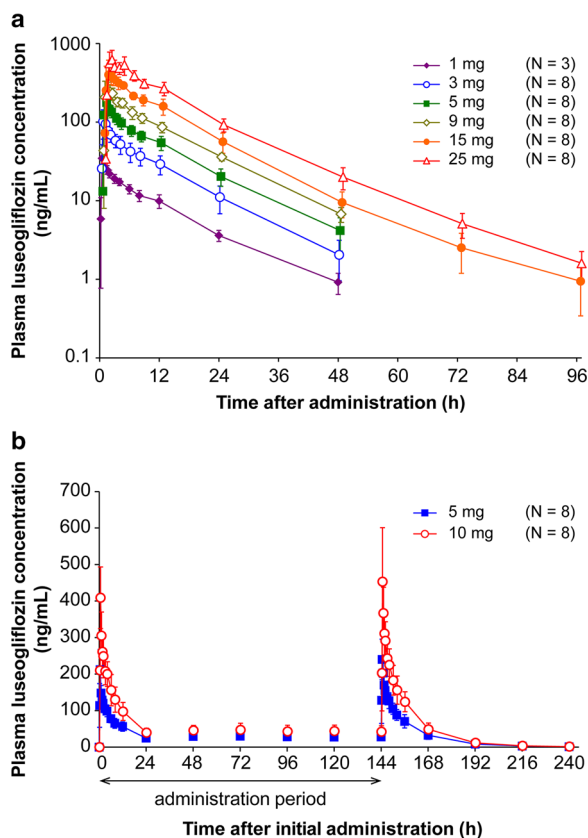 a
Plasma luseogliflozin concentration
(ng/mL)
1000
100
10
1
0.1
1 mg (N = 3)
3 mg (N = 8)
5 mg (N = 8)
9 mg (N = 8)
15 mg (N = 8)
25 mg (N = 8)
0 12 24 36 48 60 72 84 96
Time after administration (h)
b
Plasma luseogliflozin concentration
(ng/mL)
700
600
500
400
300
200
100
0
5 mg (N = 8)
10 mg (N = 8)
0 24 48 72 96 120 144 168 192 216 240
administration period
Time after initial administration (h)